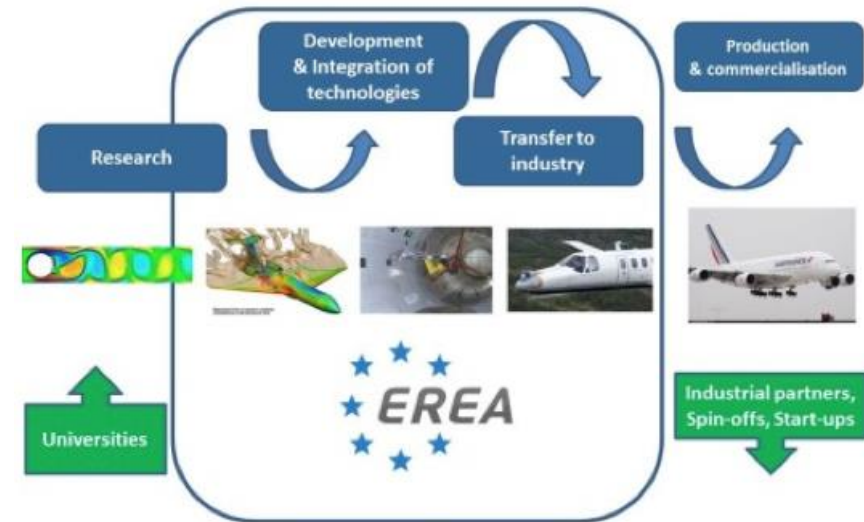 Development
& Integration of
technologies
Production
& commercialisation
Research
Transfer to
industry
EREA
Universities
Industrial partners,
Spin-offs, Start-ups